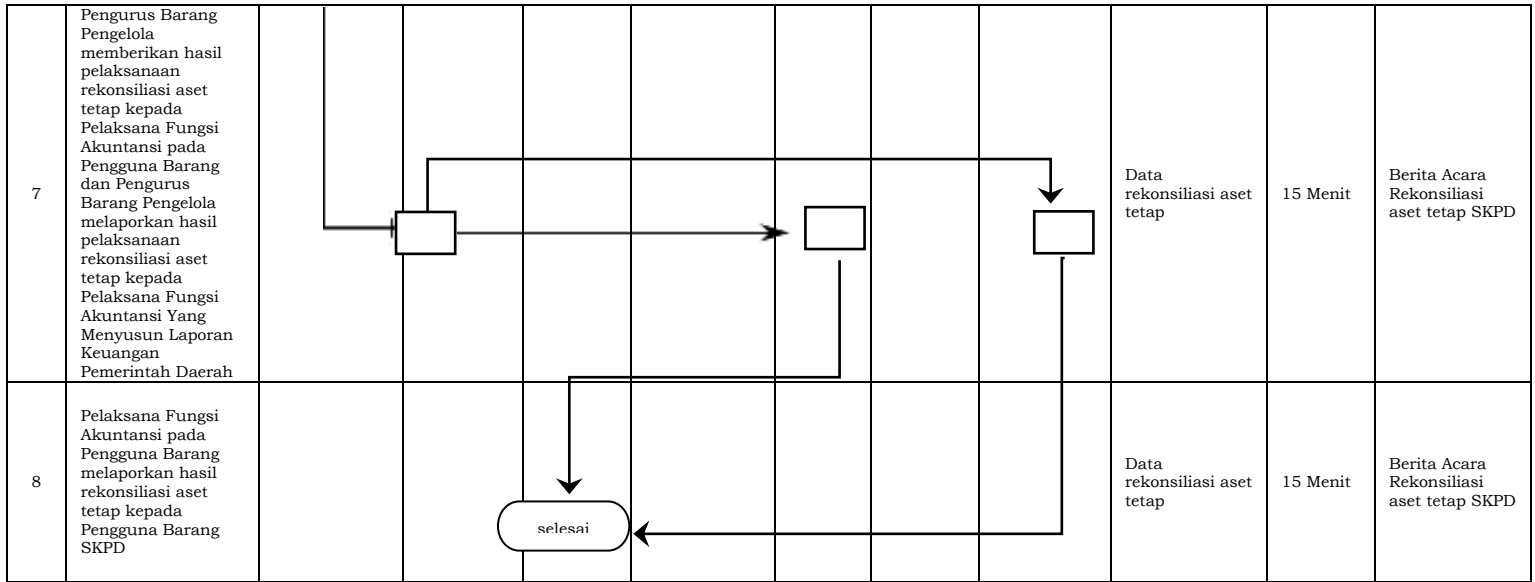 7
Pengurus Barang
Pengelola
memberikan hasil
pelaksanaan
rekonsiliasi aset
tetap kepada
Pelaksana Fungsi
Akuntansi pada
Pengguna Barang
dan Pengurus
Barang Pengelola
melaporkan hasil
pelaksanaan
rekonsiliasi aset
tetap kepada
Pelaksana Fungsi
Akuntansi Yang
Menyusun Laporan
Keuangan
Pemerintah Daerah
Data
rekonsiliasi aset
tetap
15 Menit
Berita Acara
Rekonsiliasi
aset tetap SKPD
8
Pelaksana Fungsi
Akuntansi pada
Pengguna Barang
melaporkan hasil
rekonsiliasi aset
tetap kepada
Pengguna Barang
SKPD
selesai
Data
rekonsiliasi aset
tetap
15 Menit
Berita Acara
Rekonsiliasi
aset tetap SKPD